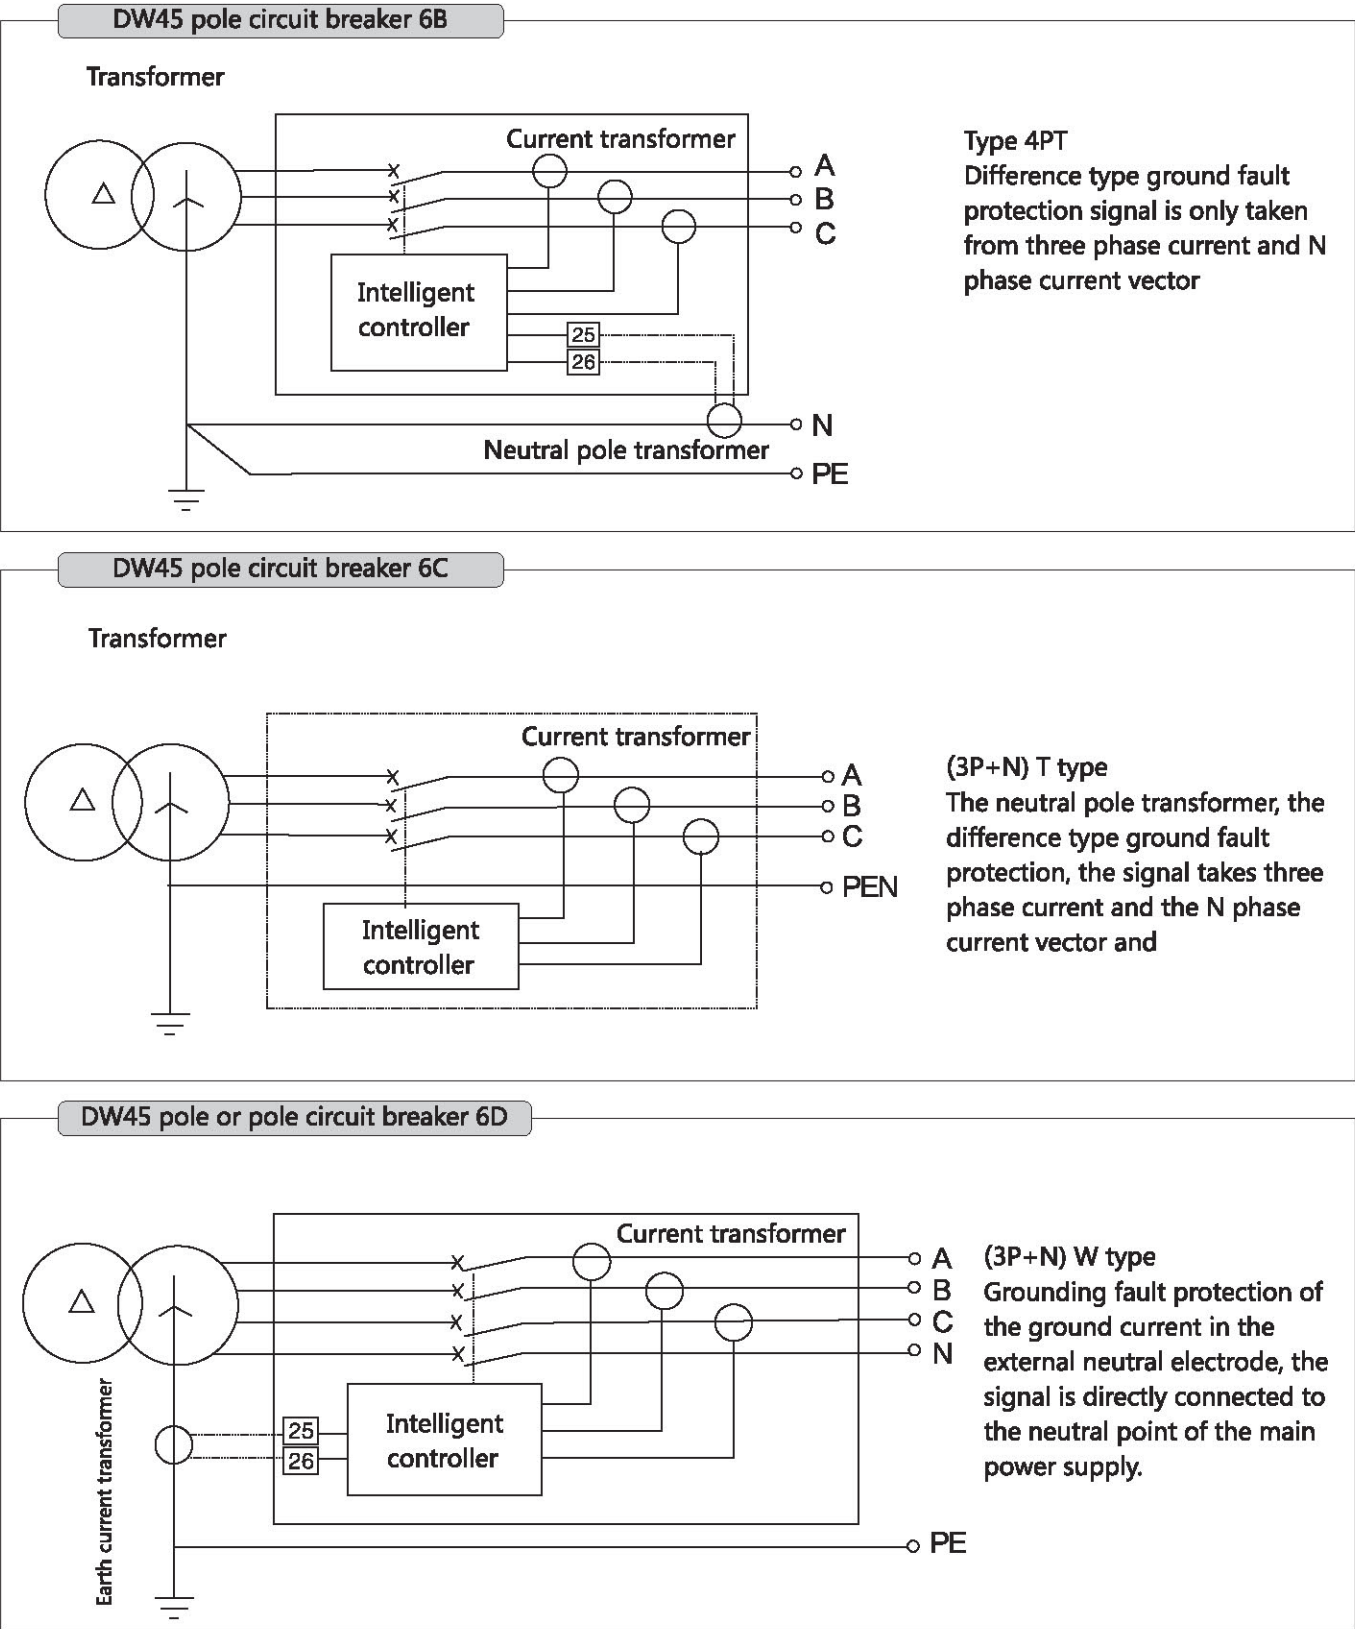 DW45 pole circuit breaker 6B
Transformer
Current transformer
A
B
C
Intelligent
controller
25
26
N
Neutral pole transformer
PE
Type 4PT
Difference type ground fault
protection signal is only taken
from three phase current and N
phase current vector
DW45 pole circuit breaker 6C
Transformer
Current transformer
A
B
C
PEN
Intelligent
controller
(3P+N) T type
The neutral pole transformer, the
difference type ground fault
protection, the signal takes three
phase current and the N phase
current vector and
DW45 pole or pole circuit breaker 6D
Current transformer
A
B
C
N
Earth current transformer
25
26
Intelligent
controller
PE
(3P+N) W type
Grounding fault protection of
the ground current in the
external neutral electrode, the
signal is directly connected to
the neutral point of the main
power supply.